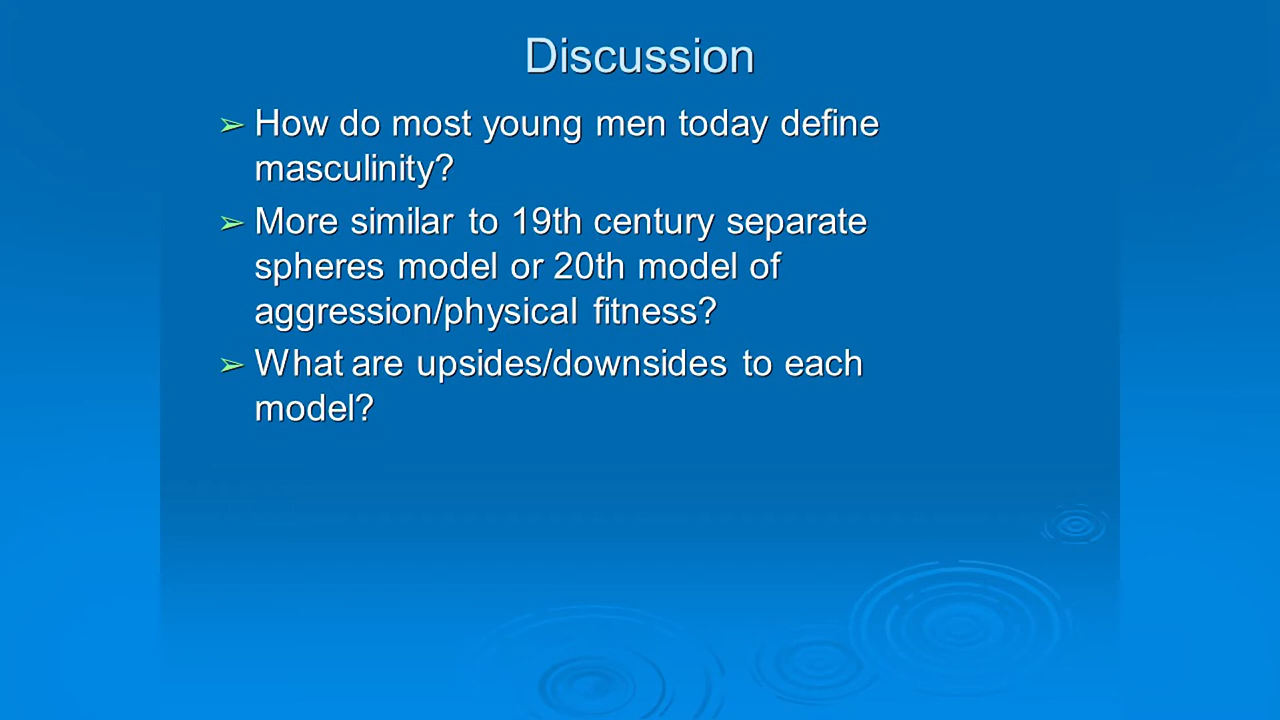 Discussion
➢ How do most young men today define
masculinity?
➢ More similar to 19th century separate
spheres model or 20th model of
aggression/physical fitness?
➢ What are upsides/downsides to each
model?